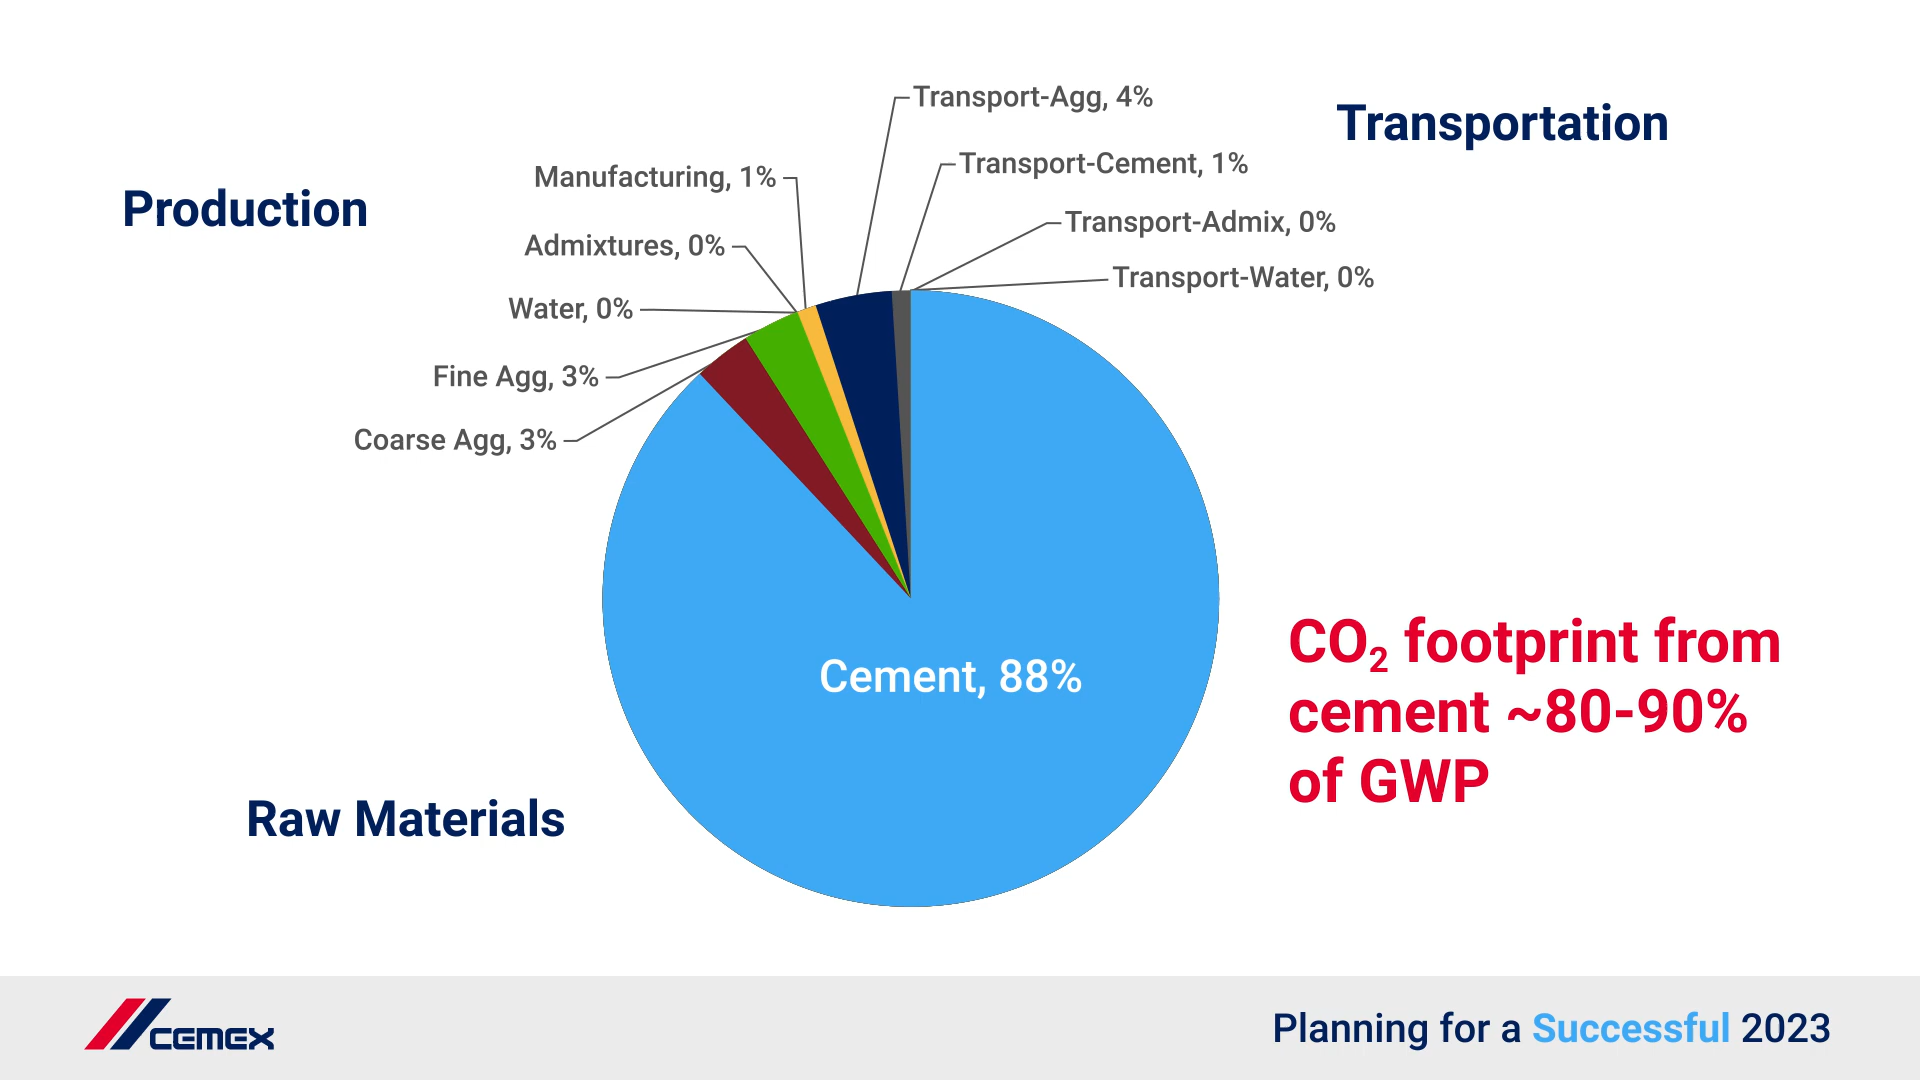 Transport-Agg, 4%
Transportation
Transport-Cement, 1%
Manufacturing, 1%
Production
Transport-Admix, 0%
Admixtures, 0%
Transport-Water, 0%
Water, 0%
Fine Agg, 3%
Coarse Agg, 3%
Cement, 88%
CO₂ footprint from
cement ~80-90%
of GWP
Raw Materials
CEMEX
Planning for a Successful 2023